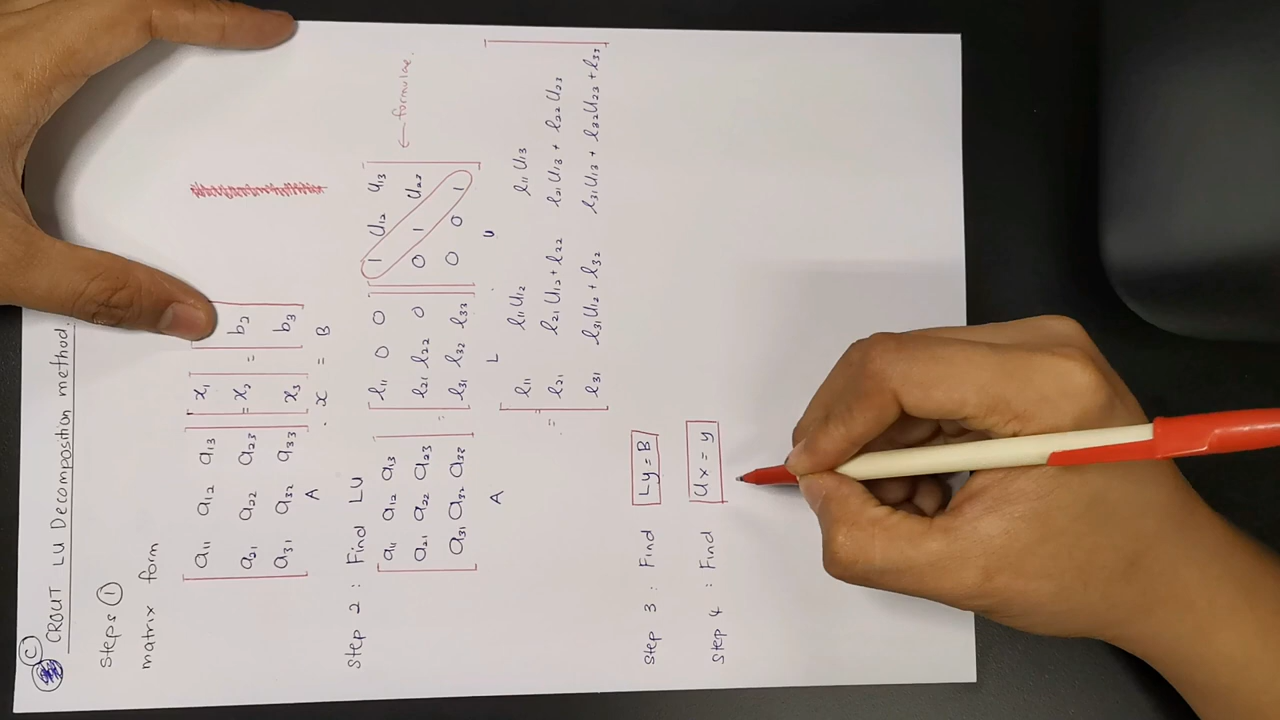 C
CROUT LU Decomposition method.
Steps 1
matrix form
a11 a12 a13 x1
a21 a22 a23 = x2 = b2
a31 a32 a33 x3 b3
A . x = B
Step 2 : Find LU
a11 a12 a13 l11 0 0 1 u12 u13
a21 a22 a23 = l21 l22 0 0 1 u23 ← formulae.
a31 a32 a33 l31 l32 l33 0 0 1
A L . U
l11 l11u12 l11u13
= l21 l21u12 + l22 l21u13 + l22u23
l31 l31u12 + l32 l31u13 + l32u23 + l33
Step 3 : Find Ly = B
Step 4 : Find Ux = y